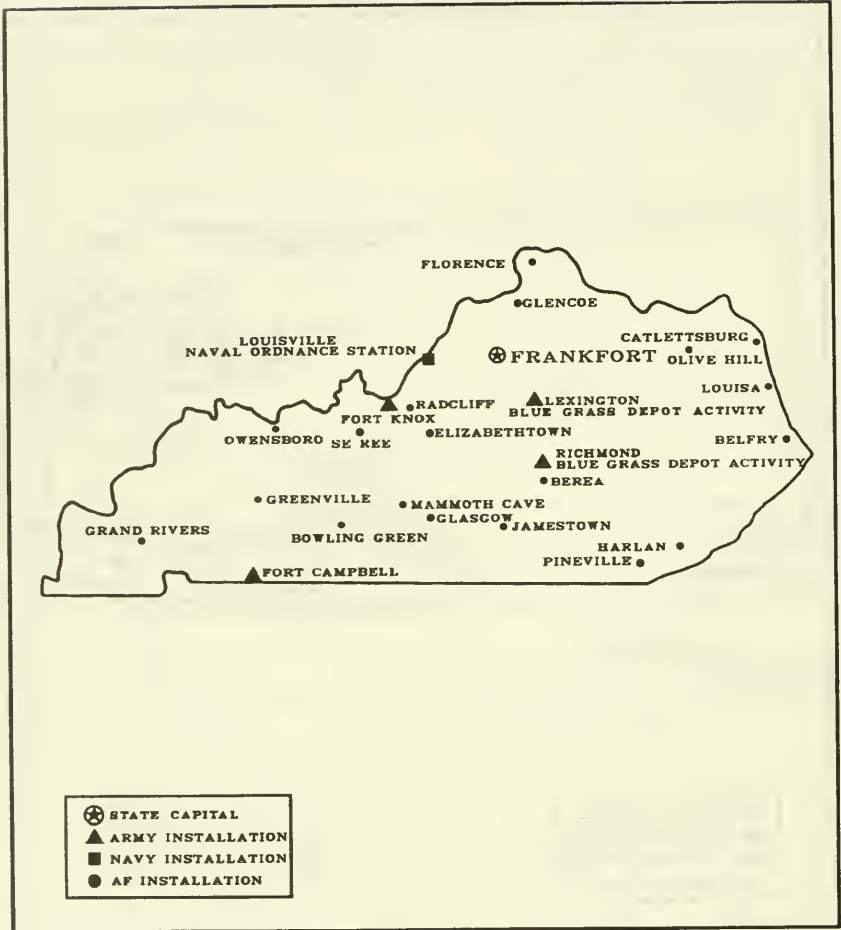 FLORENCE
GLENCOE
LOUISVILLE
NAVAL ORDNANCE STATION
FRANKFORT
CATLETTSBURG
OLIVE HILL
LOUISA
RADCLIFF
FORT KNOX
LEXINGTON
BLUE GRASS DEPOT ACTIVITY
OWENSBORO
SE REE
ELIZABETHTOWN
BELFRY
RICHMOND
BLUE GRASS DEPOT ACTIVITY
BEREA
GREENVILLE
MAMMOTH CAVE
GLASGOW
JAMESTOWN
GRAND RIVERS
BOWLING GREEN
HARLAN
PINEVILLE
FORT CAMPBELL
STATE CAPITAL
ARMY INSTALLATION
NAVY INSTALLATION
AF INSTALLATION